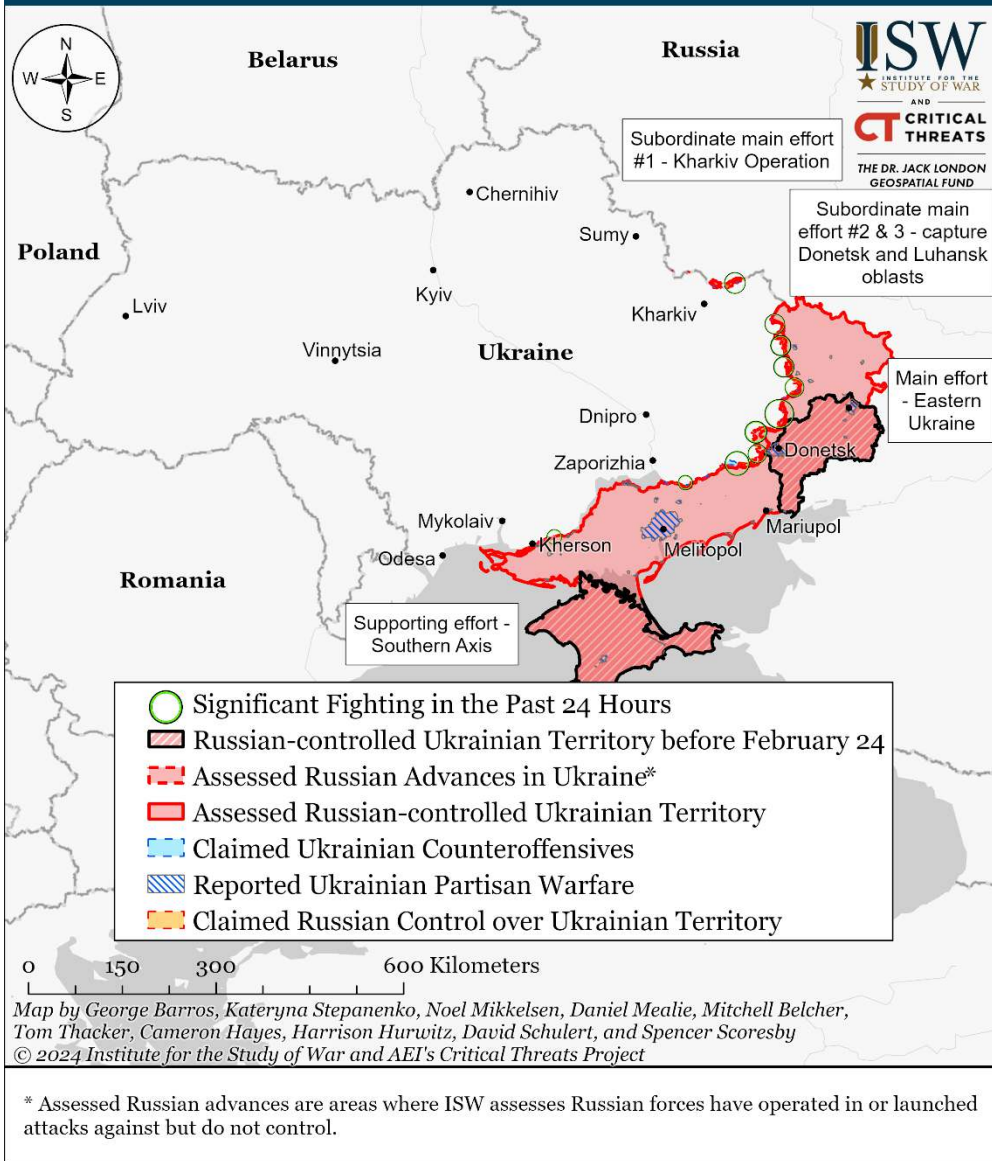 N
W E
S
Belarus
Russia
ISW
INSTITUTE FOR THE
STUDY OF WAR
AND
CT CRITICAL
THREATS
THE DR. JACK LONDON
GEOSPATIAL FUND
Subordinate main effort
#1 - Kharkiv Operation
Chernihiv
Subordinate main
effort #2 & 3 - capture
Donetsk and Luhansk
oblasts
Sumy
Poland
Kyiv
Lviv
Kharkiv
Vinnytsia
Ukraine
Main effort
- Eastern
Ukraine
Dnipro
Donetsk
Zaporizhia
Mykolaiv
Mariupol
Kherson
Melitopol
Odesa
Romania
Supporting effort -
Southern Axis
Significant Fighting in the Past 24 Hours
Russian-controlled Ukrainian Territory before February 24
Assessed Russian Advances in Ukraine*
Assessed Russian-controlled Ukrainian Territory
Claimed Ukrainian Counteroffensives
Reported Ukrainian Partisan Warfare
Claimed Russian Control over Ukrainian Territory
0 150 300 600 Kilometers
Map by George Barros, Kateryna Stepanenko, Noel Mikkelsen, Daniel Mealie, Mitchell Belcher,
Tom Thacker, Cameron Hayes, Harrison Hurwitz, David Schulert, and Spencer Scoresby
© 2024 Institute for the Study of War and AEI's Critical Threats Project
* Assessed Russian advances are areas where ISW assesses Russian forces have operated in or launched
attacks against but do not control.